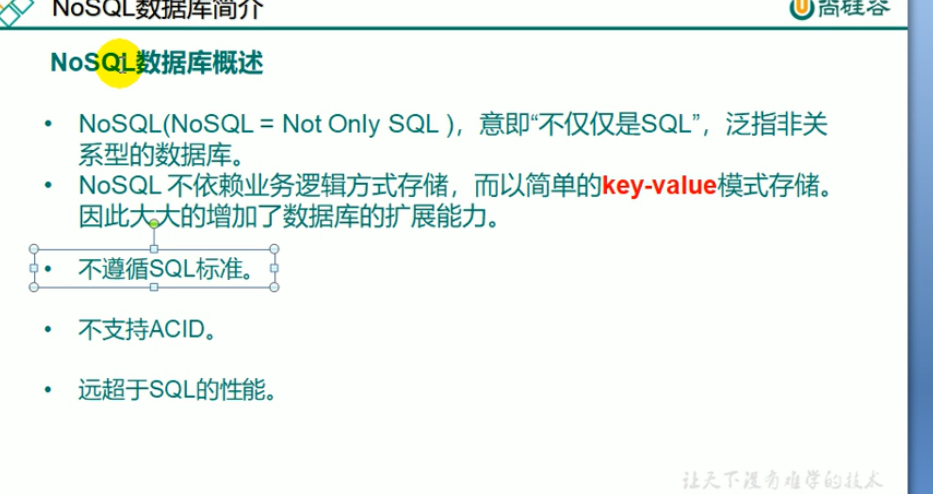 NoSQL数据库简介
尚硅谷
NoSQL数据库概述
• NoSQL(NoSQL = Not Only SQL )，意即“不仅仅是SQL”，泛指非关
系型的数据库。
• NoSQL 不依赖业务逻辑方式存储，而以简单的key-value模式存储。
因此大大的增加了数据库的扩展能力。
• 不遵循SQL标准。
• 不支持ACID。
• 远超于SQL的性能。
让天下没有难学的技术